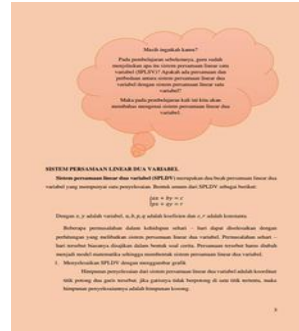 Masih ingatkah kamu?
Pada pembelajaran sebelumnya, guru sudah
menjelaskan apa itu sistem persamaan linear satu
variabel (SPLSV)? Apakah ada persamaan dan
perbedaan antara sistem persamaan linear satu
variabel dengan sistem persamaan linear satu
variabel?
Maka pada pembelajaran kali ini kita akan
membahas mengenai sistem persamaan linear dua
variabel
SISTEM PERSAMAAN LINEAR DUA VARIABEL
Sistem persamaan linear dua variabel (SPLDV) merupakan dua buah persamaan linear dua
variabel yang mempunyai satu penyelesaian. Bentuk umum dari SPLDV sebagai berikut:
ax + by = c
px + qy = r
Dengan x, y adalah variabel, a, b, p, q adalah koefisien dan c, r adalah konstanta
Beberapa permasalahan dalam kehidupan sehari – hari dapat diselesaikan dengan
perhitungan yang melibatkan sistem persamaan linear dua variabel. Permasalahan sehari –
hari tersebut biasanya disajikan dalam bentuk soal cerita. Persamaan tersebut harus diubah
menjadi model matematika sehingga membentuk sistem persamaan linear dua variabel.
1. Menyelesaikan SPLDV dengan menggambar grafik
Himpunan penyelesaian dari sistem persamaan linear dua variabel adalah koordinat
titik potong dua garis tersebut. jika garisnya tidak berpotong di satu titik tertentu, maka
himpunan penyelesaiannya adalah himpunan kosong.